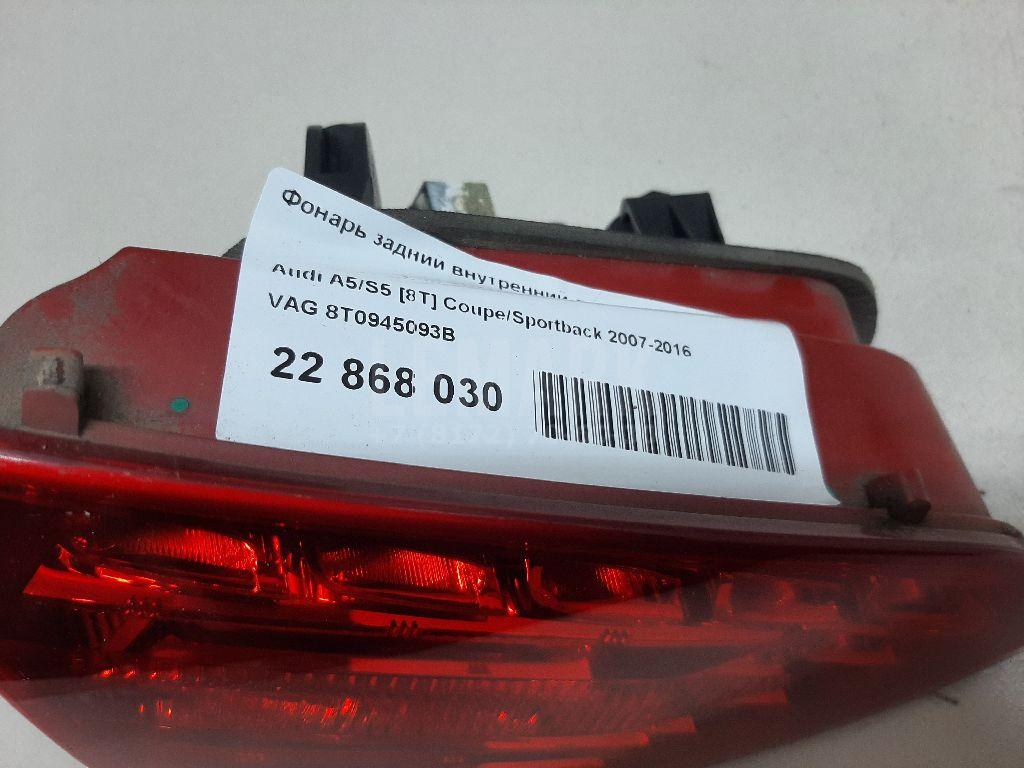 Фонарь задний внутренний
Audi A5/S5 [8T] Coupe/Sportback 2007-2016
VAG 8T0945093B
22 868 030